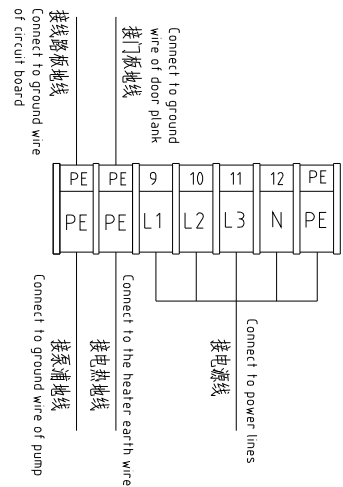 接线路板地线
Connect to ground wire
of circuit board
接门板地线
Connect to ground
wire of door plank
PE PE 9 10 11 12 PE
PE PE L1 L2 L3 N PE
接泵浦地线
Connect to ground wire of pump
接电热地线
Connect to the heater earth wire
接电源线
Connect to power lines